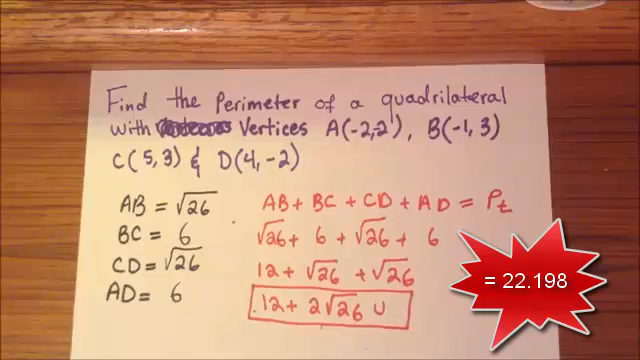 Find the Perimeter of a quadrilateral
with Vertices A(-2,-2), B(-1, 3)
C(5,3) & D(4,-2)
AB = √26
BC = 6
CD = √26
AD = 6
AB + BC + CD + AD = Pt
√26 + 6 + √26 + 6
12 + √26 + √26
12 + 2√26 U
= 22.198